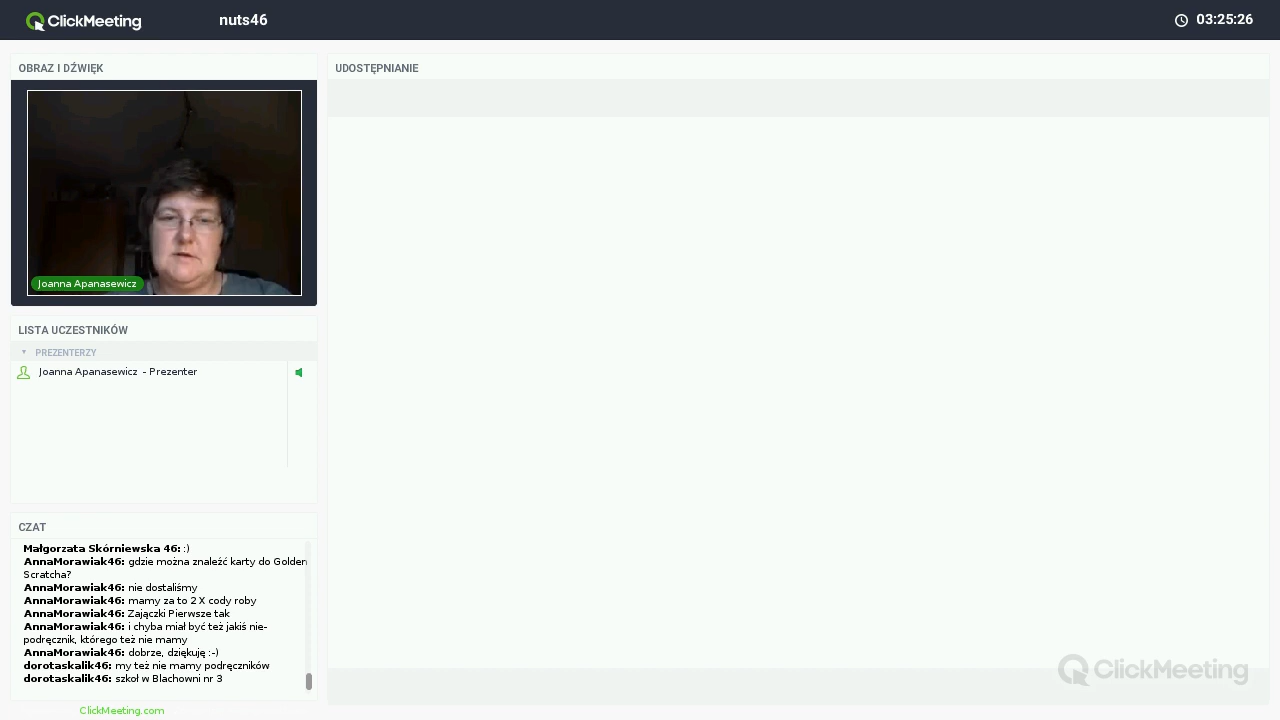 ClickMeeting
nuts46
03:25:26
OBRAZ I DŹWIĘK
UDOSTĘPNIANIE
Joanna Apanasewicz
LISTA UCZESTNIKÓW
PREZENTERZY
Joanna Apanasewicz - Prezenter
CZAT
Małgorzata Skórniewska 46: :)
AnnaMorawiak46: gdzie można znaleźć karty do Golden
Scratcha?
AnnaMorawiak46: nie dostaliśmy
AnnaMorawiak46: mamy za to 2 X cody roby
AnnaMorawiak46: Zajączki Pierwsze tak
AnnaMorawiak46: i chyba miał być też jakiś nie-
podręcznik, którego też nie mamy
AnnaMorawiak46: dobrze, dziękuję :-)
dorotaskalik46: my też nie mamy podręczników
dorotaskalik46: szkoł w Blachowni nr 3
ClickMeeting
ClickMeeting.com